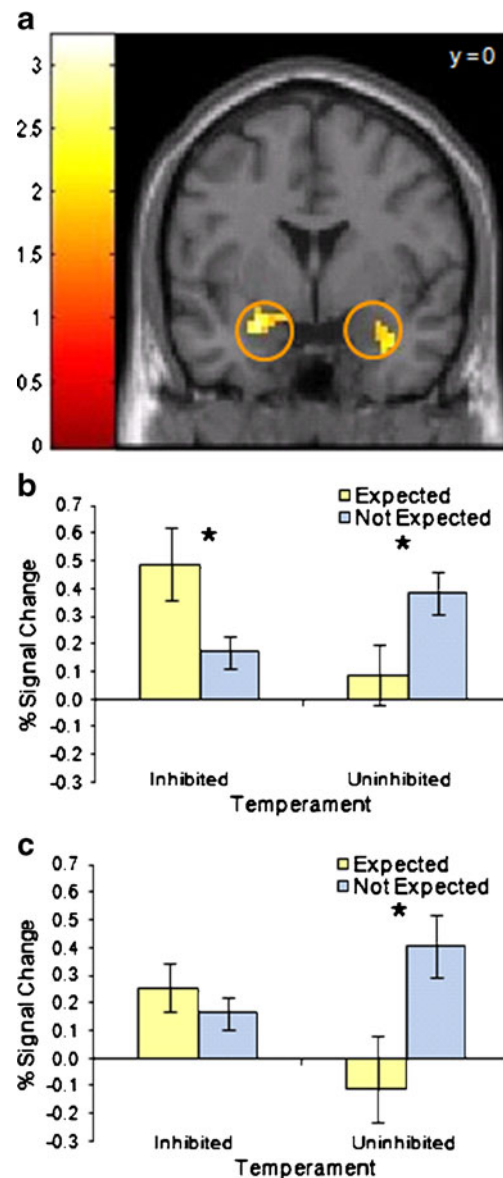 a
y=0
3
2.5
2
1.5
1
0.5
0
b
Expected
Not Expected
0.7
0.6
0.5
0.4
0.3
0.2
0.1
0.0
-0.1
-0.2
-0.3
% Signal Change
*
*
Inhibited Uninhibited
Temperament
c
Expected
Not Expected
0.7
0.6
0.5
0.4
0.3
0.2
0.1
0.0
-0.1
-0.2
-0.3
% Signal Change
*
Inhibited Uninhibited
Temperament